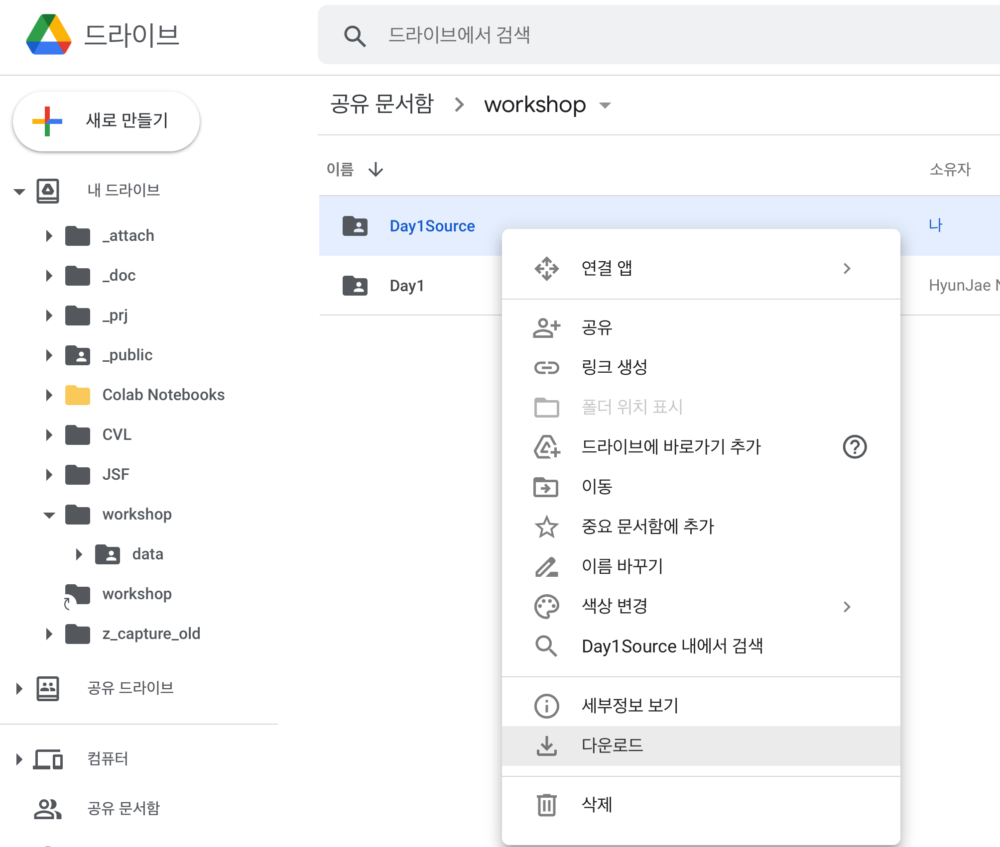 드라이브
드라이브에서 검색
새로 만들기
공유 문서함 > workshop
이름
소유자
내 드라이브
_attach
_doc
_prj
_public
Colab Notebooks
CVL
JSF
workshop
data
workshop
z_capture_old
공유 드라이브
컴퓨터
공유 문서함
Day1Source
나
Day1
HyunJae
연결 앱
공유
링크 생성
폴더 위치 표시
드라이브에 바로가기 추가
이동
중요 문서함에 추가
이름 바꾸기
색상 변경
Day1Source 내에서 검색
세부정보 보기
다운로드
삭제